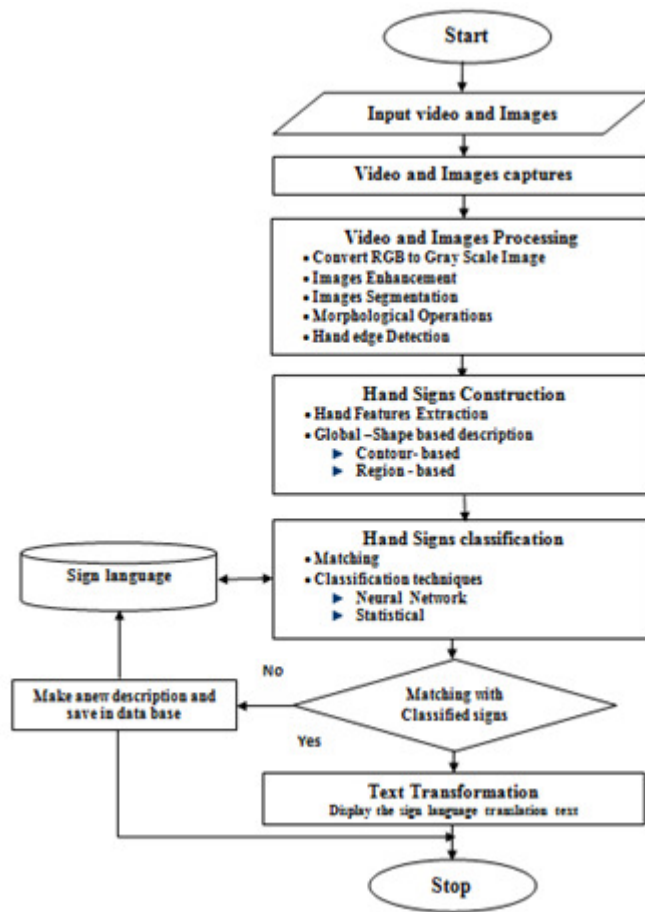 Start
Input video and Images
Video and Images captures
Video and Images Processing
• Convert RGB to Gray Scale Image
• Images Enhancement
• Images Segmentation
• Morphological Operations
• Hand edge Detection
Hand Signs Construction
• Hand Features Extraction
• Global –Shape based description
► Contour- based
► Region - based
Hand Signs classification
• Matching
• Classification techniques
► Neural Network
► Statistical
Sign language
No
Make anew description and
save in data base
Matching with
Classified signs
Yes
Text Transformation
Display the sign language translation text
Stop